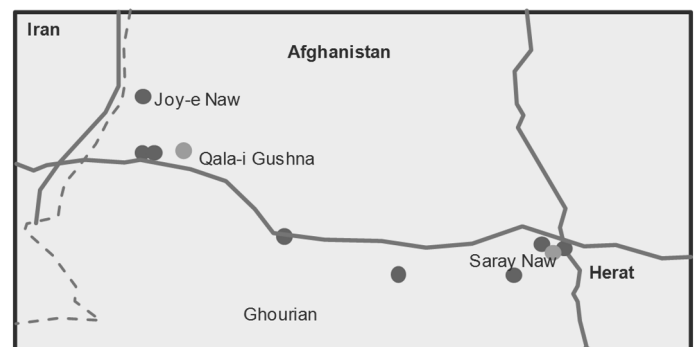 Iran
Afghanistan
Joy-e Naw
Qala-i Gushna
Saray Naw
Herat
Ghourian